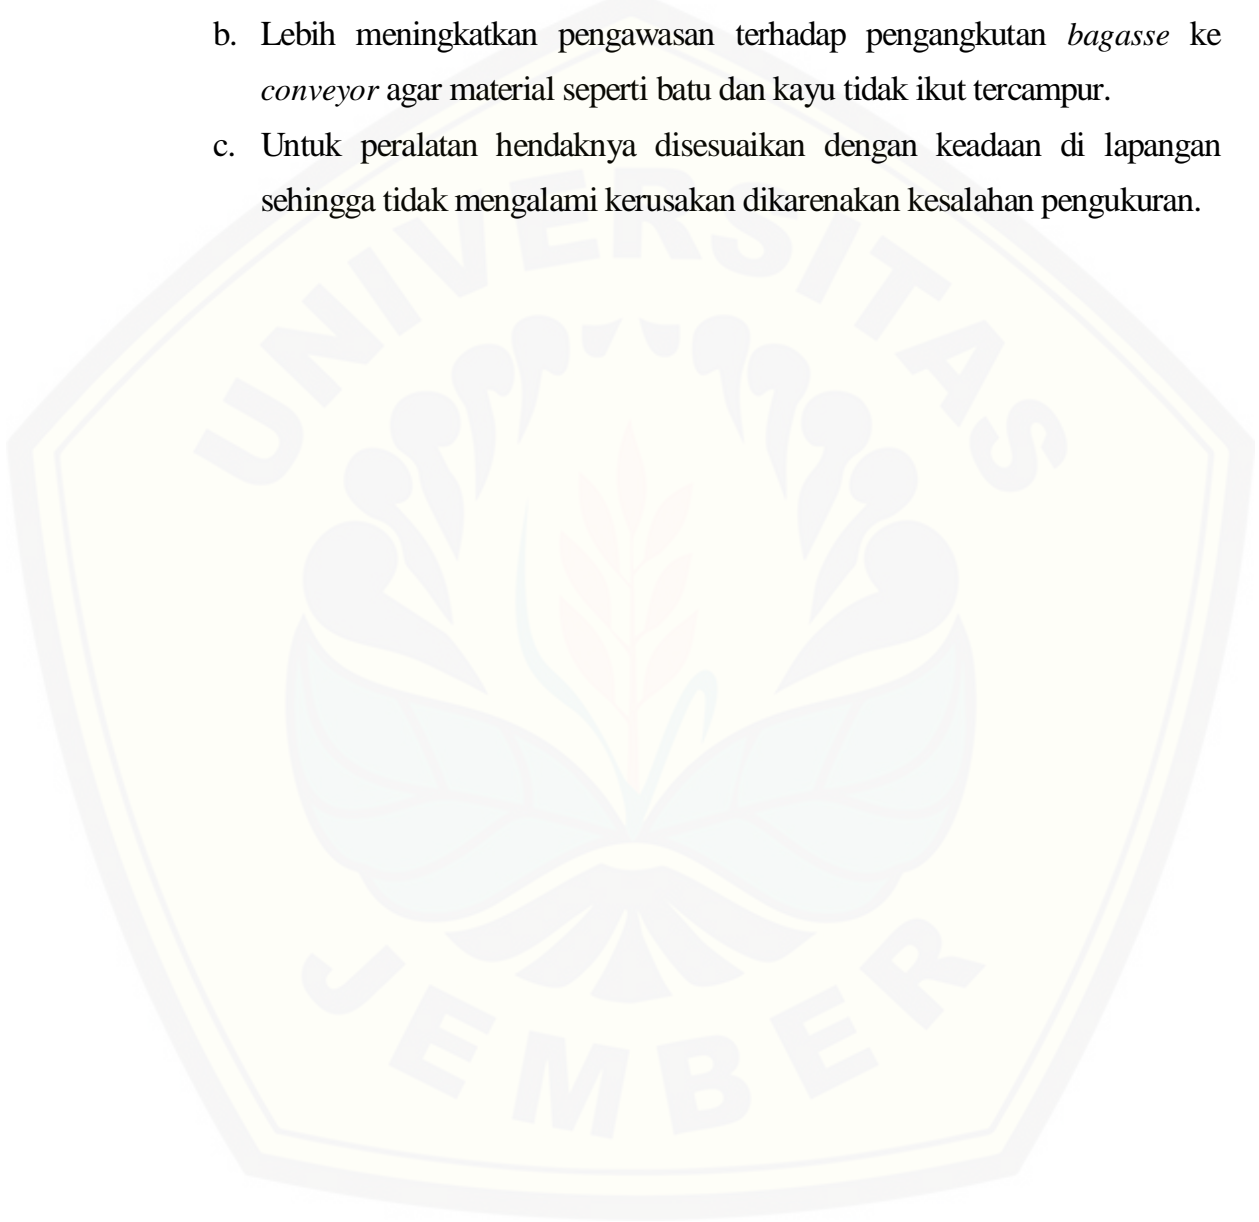 b. Lebih meningkatkan pengawasan terhadap pengangkutan bagasse ke
conveyor agar material seperti batu dan kayu tidak ikut tercampur.
c. Untuk peralatan hendaknya disesuaikan dengan keadaan di lapangan
sehingga tidak mengalami kerusakan dikarenakan kesalahan pengukuran.
UNIVERSITAS
JEMBER